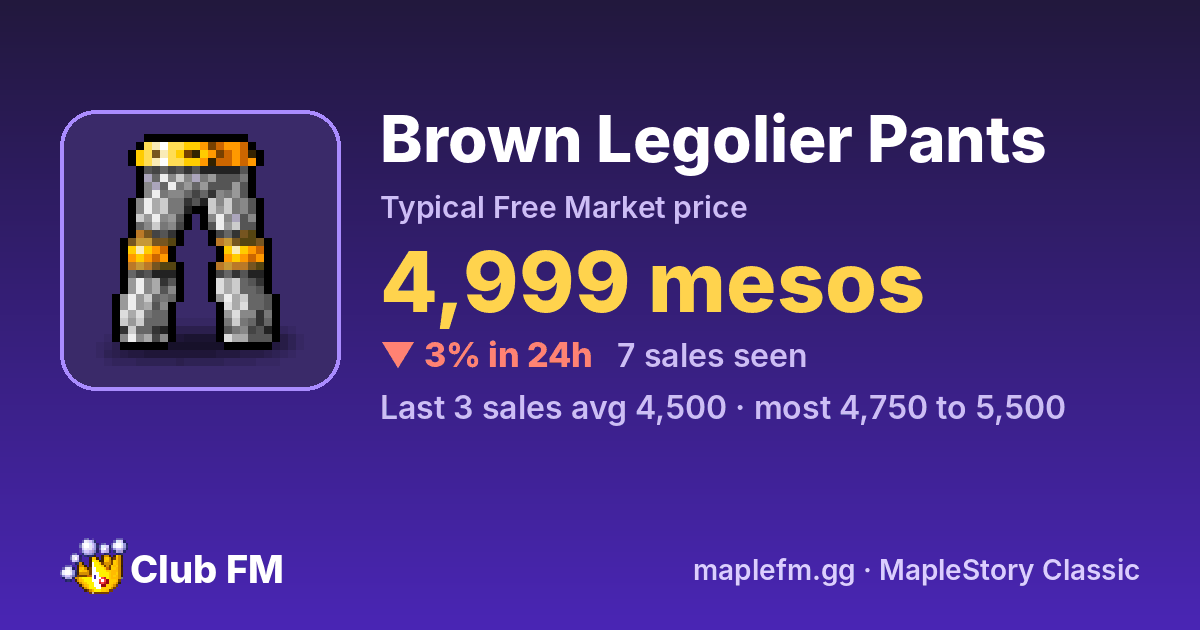 Brown Legolier Pants
Typical Free Market price
4,999 mesos
▼ 3% in 24h 7 sales seen
Last 3 sales avg 4,500 · most 4,750 to 5,500
Club FM
maplefm.gg · MapleStory Classic